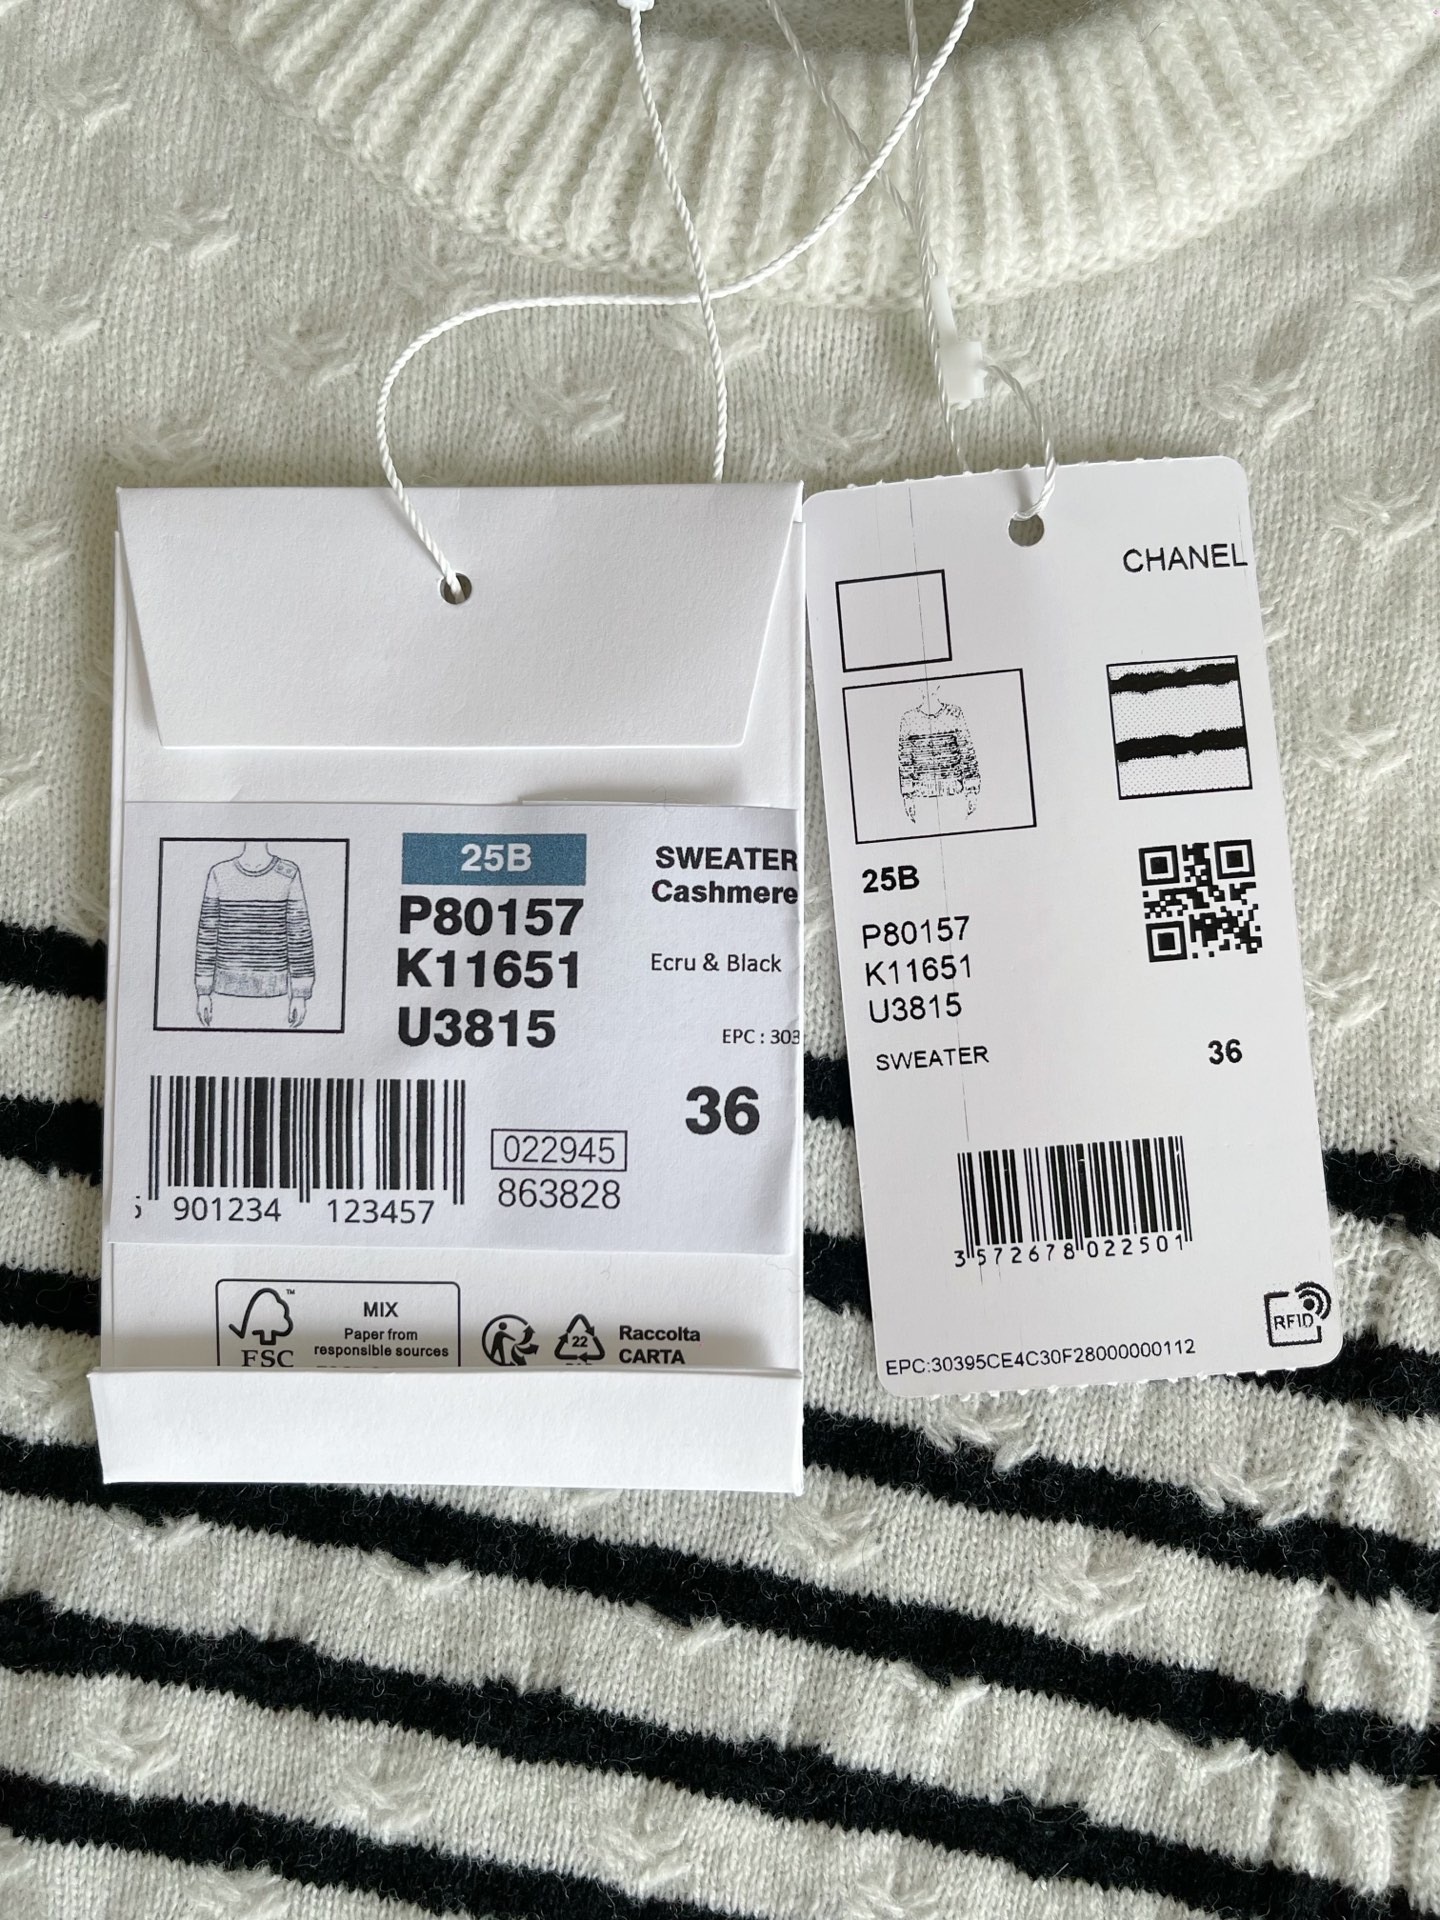 25B
P80157
K11651
U3815
SWEATER
Cashmere
Ecru & Black
EPC : 303
36
022945
863828
901234 123457
FSC™
MIX
Paper from
responsible sources
22
Raccolta
CARTA
CHANEL
25B
P80157
K11651
U3815
SWEATER
36
3572678022501
RFID
EPC:30395CE4C30F28000000112